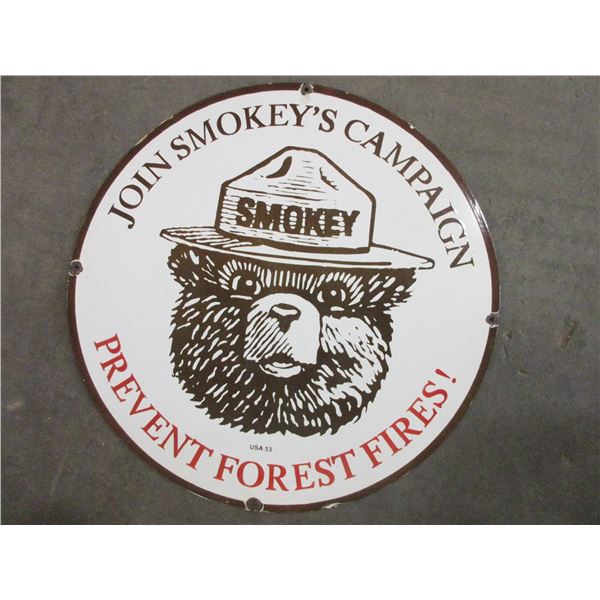 JOIN SMOKEY'S CAMPAIGN
SMOKEY
USA 53
PREVENT FOREST FIRES!